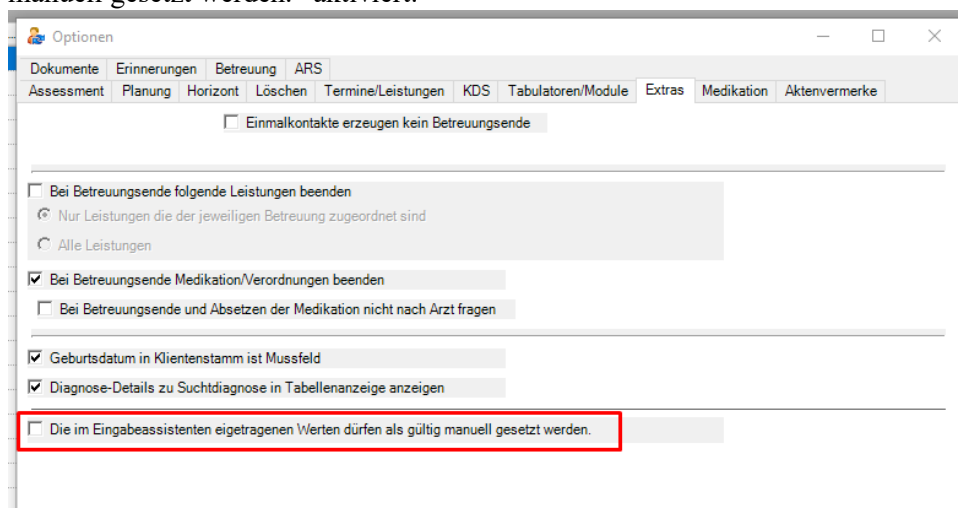 manuell gesetzt werden." aktiviert.
Optionen
Dokumente Erinnerungen Betreuung ARS
Assessment Planung Horizont Löschen Termine/Leistungen KDS Tabulatoren/Module Extras Medikation Aktenvermerke
Einmalkontakte erzeugen kein Betreuungsende
Bei Betreuungsende folgende Leistungen beenden
Nur Leistungen die der jeweiligen Betreuung zugeordnet sind
Alle Leistungen
Bei Betreuungsende Medikation/Verordnungen beenden
Bei Betreuungsende und Absetzen der Medikation nicht nach Arzt fragen
Geburtsdatum in Klientenstamm ist Mussfeld
Diagnose-Details zu Suchtdiagnose in Tabellenanzeige anzeigen
Die im Eingabeassistenten eigetragenen Werten dürfen als gültig manuell gesetzt werden.